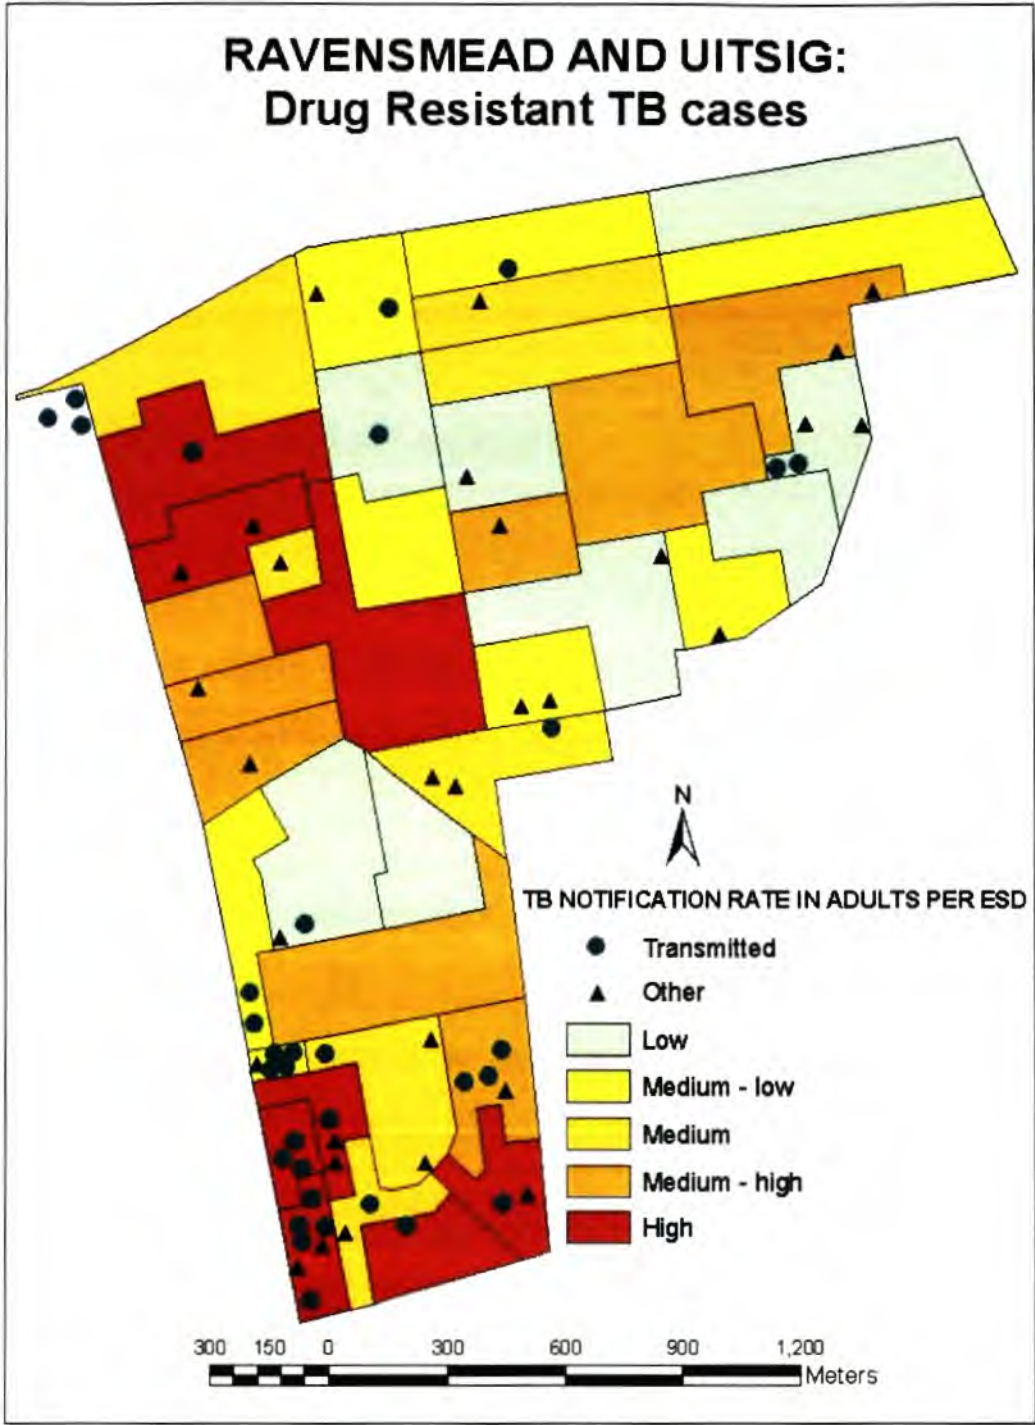 RAVENSMEAD AND UITSIG:
Drug Resistant TB cases
N
TB NOTIFICATION RATE IN ADULTS PER ESD
Transmitted
Other
Low
Medium - low
Medium
Medium - high
High
300 150 0 300 600 900 1,200
Meters